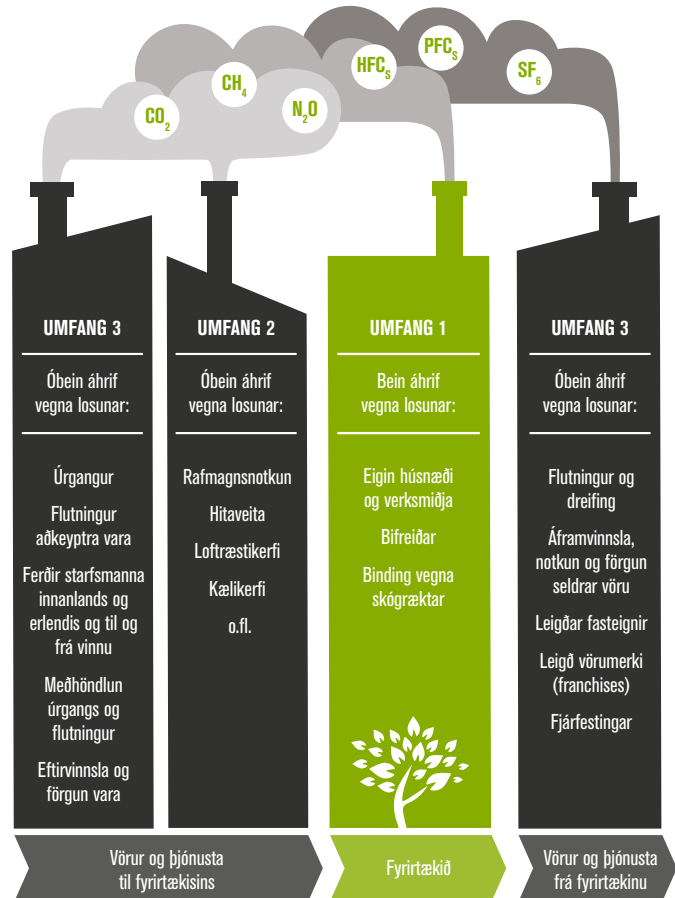 CO₂
CH₄
N₂O
HFCₛ
PFCₛ
SF₆
UMFANG 3
Óbein áhrif
vegna losunar:
Úrgangur
Flutningur
aðkeyptra vara
Ferðir starfsmanna
innanlands og
erlendis og til og
frá vinnu
Meðhöndlun
úrgangs og
flutningur
Eftirvinnsla og
förgun vara
UMFANG 2
Óbein áhrif
vegna losunar:
Rafmagnsnotkun
Hitaveita
Loftræstikerfi
Kælikerfi
o.fl.
UMFANG 1
Bein áhrif
vegna losunar:
Eigin húsnæði
og verksmiðja
Bifreiðar
Binding vegna
skógræktar
UMFANG 3
Óbein áhrif
vegna losunar:
Flutningur og
dreifing
Áframvinnsla,
notkun og förgun
seldrar vöru
Leigðar fasteignir
Leigð vörumerki
(franchises)
Fjárfestingar
Vörur og þjónusta
til fyrirtækisins
Fyrirtækið
Vörur og þjónusta
frá fyrirtækinu